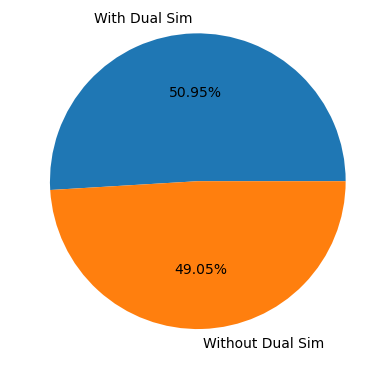 With Dual Sim
50.95%
49.05%
Without Dual Sim